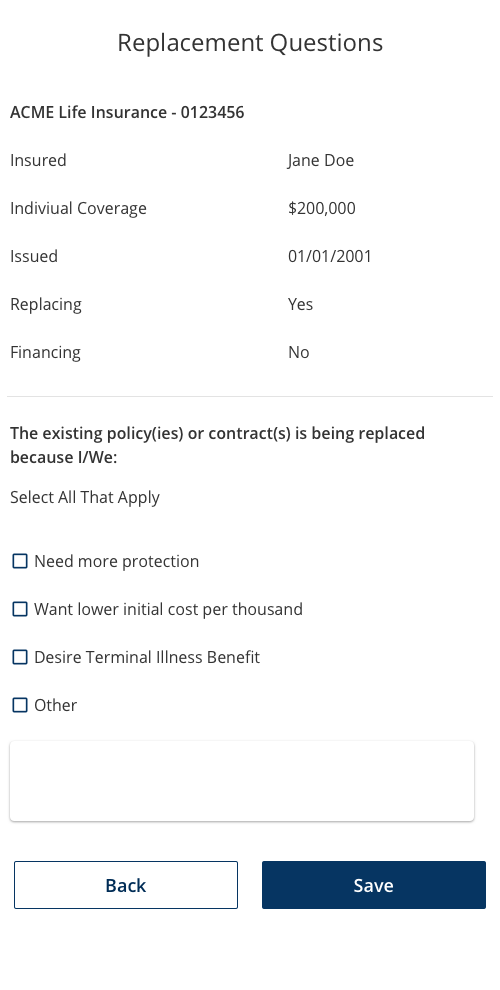 Replacement Questions
ACME Life Insurance - 0123456
Insured Jane Doe
Indiviual Coverage $200,000
Issued 01/01/2001
Replacing Yes
Financing No
The existing policy(ies) or contract(s) is being replaced
because I/We:
Select All That Apply
Need more protection
Want lower initial cost per thousand
Desire Terminal Illness Benefit
Other
Back Save